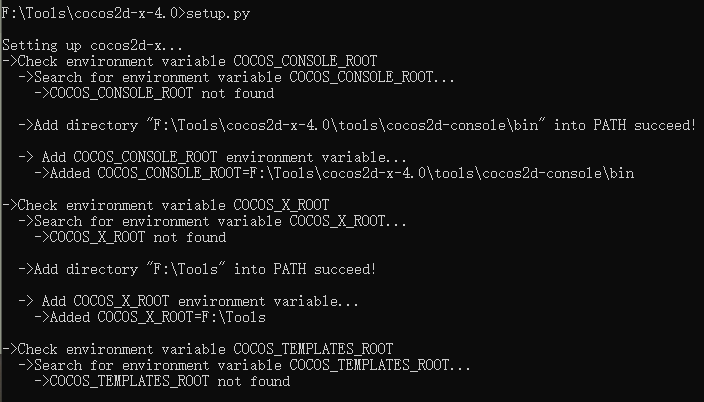 F:\Tools\cocos2d-x-4.0>setup.py
Setting up cocos2d-x...
->Check environment variable COCOS_CONSOLE_ROOT
->Search for environment variable COCOS_CONSOLE_ROOT...
->COCOS_CONSOLE_ROOT not found
->Add directory "F:\Tools\cocos2d-x-4.0\tools\cocos2d-console\bin" into PATH succeed!
-> Add COCOS_CONSOLE_ROOT environment variable...
->Added COCOS_CONSOLE_ROOT=F:\Tools\cocos2d-x-4.0\tools\cocos2d-console\bin
->Check environment variable COCOS_X_ROOT
->Search for environment variable COCOS_X_ROOT...
->COCOS_X_ROOT not found
->Add directory "F:\Tools" into PATH succeed!
-> Add COCOS_X_ROOT environment variable...
->Added COCOS_X_ROOT=F:\Tools
->Check environment variable COCOS_TEMPLATES_ROOT
->Search for environment variable COCOS_TEMPLATES_ROOT...
->COCOS_TEMPLATES_ROOT not found